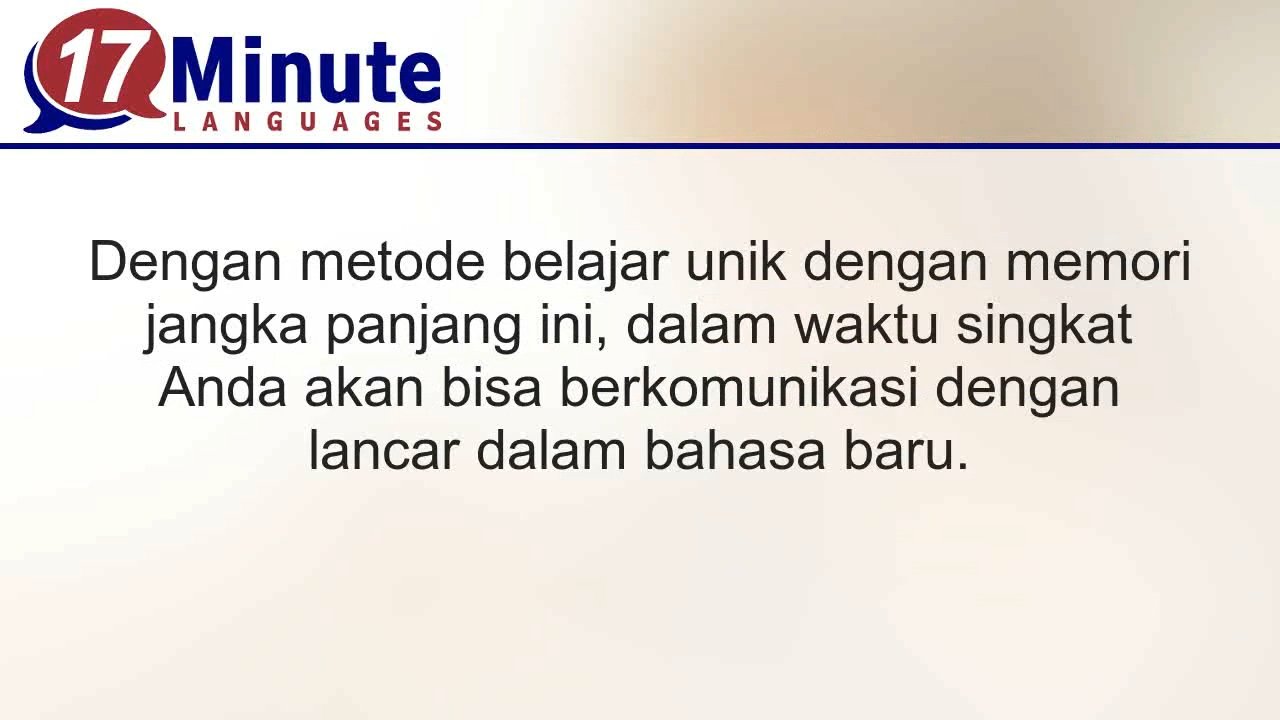 17 Minute
LANGUAGES
Dengan metode belajar unik dengan memori
jangka panjang ini, dalam waktu singkat
Anda akan bisa berkomunikasi dengan
lancar dalam bahasa baru.